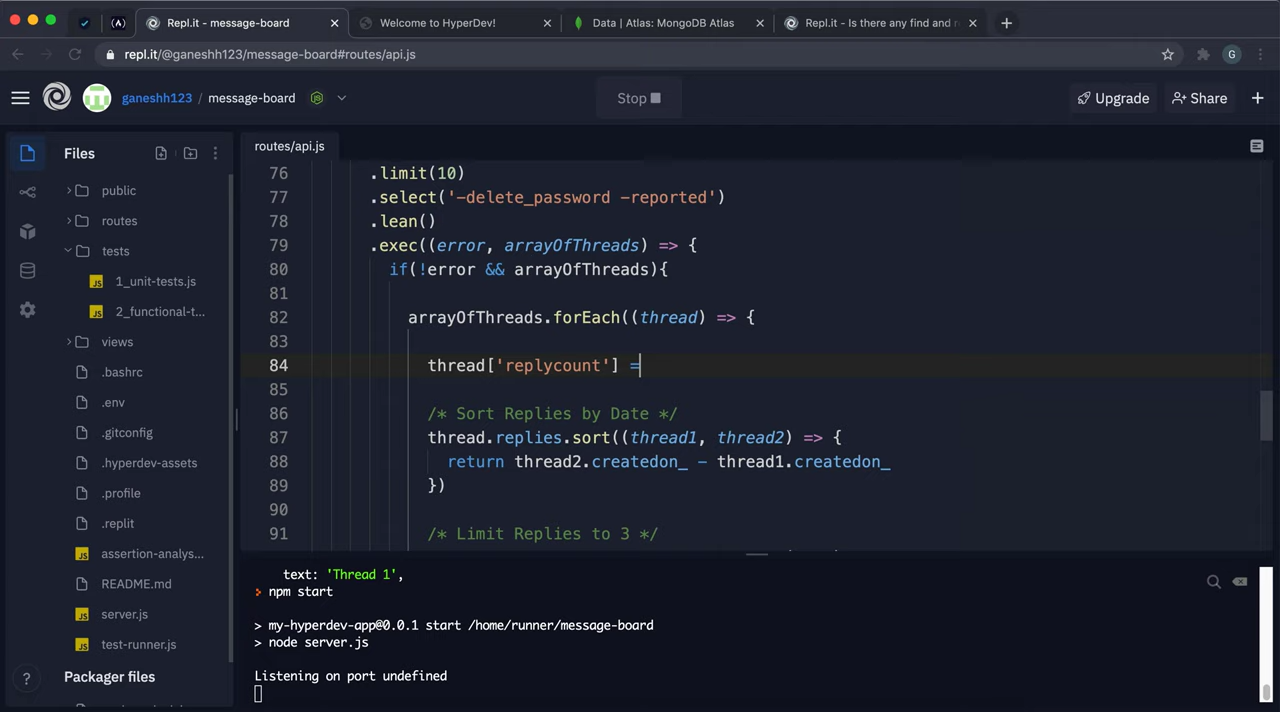 Repl.it - message-board
Welcome to HyperDev!
Data | Atlas: MongoDB Atlas
Repl.it - Is there any find and r
repl.it/@ganeshh123/message-board#routes/api.js
G
ganeshh123 / message-board
Stop
Upgrade
Share
Files
public
routes
tests
1_unit-tests.js
2_functional-t...
views
.bashrc
.env
.gitconfig
.hyperdev-assets
.profile
.replit
assertion-analys...
README.md
server.js
test-runner.js
Packager files
routes/api.js
76 .limit(10)
77 .select('-delete_password -reported')
78 .lean()
79 .exec((error, arrayOfThreads) => {
80 if(!error && arrayOfThreads){
81
82 arrayOfThreads.forEach((thread) => {
83
84 thread['replycount'] =
85
86 /* Sort Replies by Date */
87 thread.replies.sort((thread1, thread2) => {
88 return thread2.createdon_ - thread1.createdon_
89 })
90
91 /* Limit Replies to 3 */
text: 'Thread 1',
npm start
> my-hyperdev-app@0.0.1 start /home/runner/message-board
> node server.js
Listening on port undefined
?